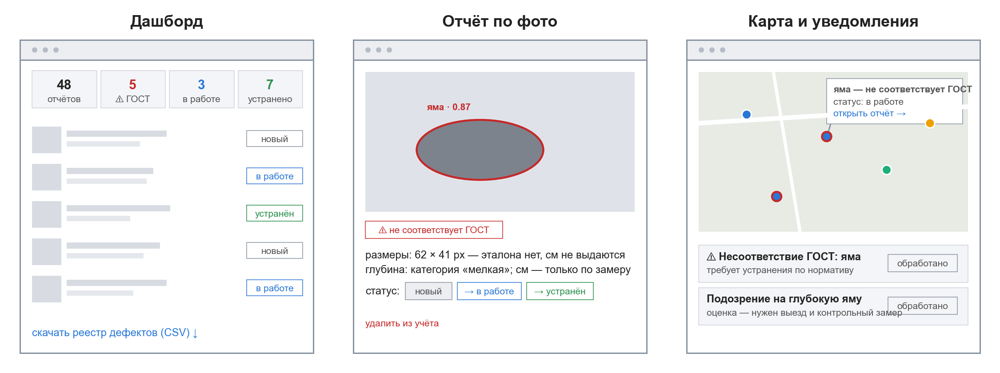 Дашборд
48
отчётов
5
⚠ ГОСТ
3
в работе
7
устранено
новый
в работе
устранён
новый
в работе
скачать реестр дефектов (CSV) ↓
Отчёт по фото
яма · 0.87
⚠ не соответствует ГОСТ
размеры: 62 × 41 px — эталона нет, см не выдаются
глубина: категория «мелкая»; см — только по замеру
статус: новый → в работе → устранён
удалить из учёта
Карта и уведомления
яма — не соответствует ГОСТ
статус: в работе
открыть отчёт →
⚠ Несоответствие ГОСТ: яма
требует устранения по нормативу
обработано
Подозрение на глубокую яму
оценка — нужен выезд и контрольный замер
обработано